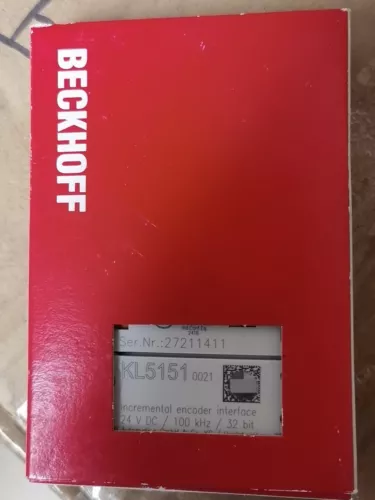 BECKHOFF
Ser.Nr.:27211411
KL5151 0021
Incremental encoder interface
24 V DC / 100 kHz / 32 bit